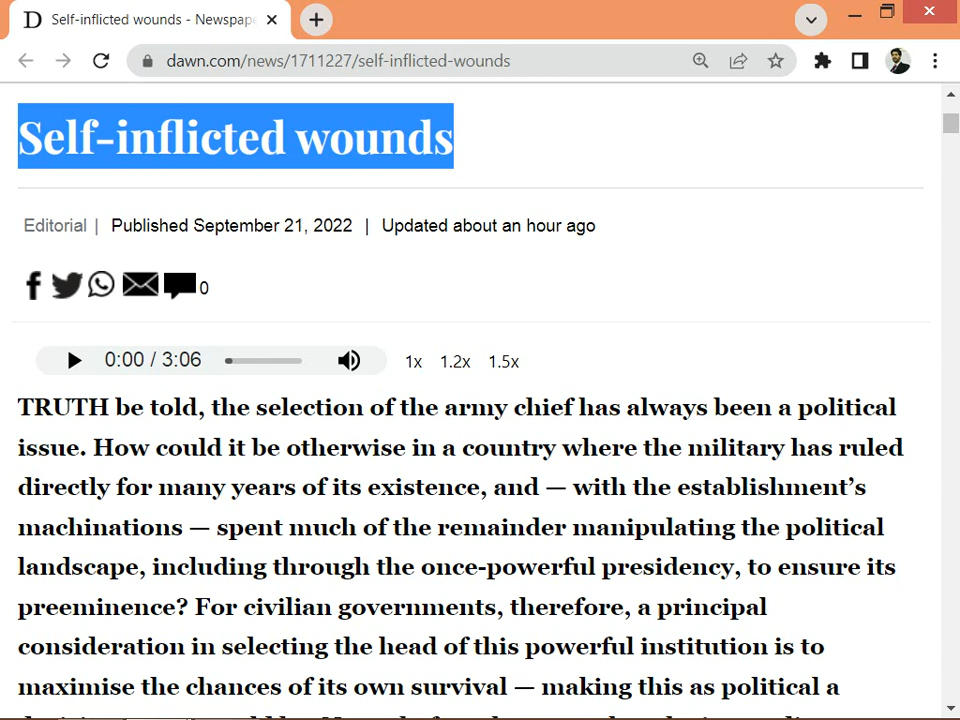 D Self-inflicted wounds - Newspape
dawn.com/news/1711227/self-inflicted-wounds
Self-inflicted wounds
Editorial | Published September 21, 2022 | Updated about an hour ago
0
0:00 / 3:06 1x 1.2x 1.5x
TRUTH be told, the selection of the army chief has always been a political
issue. How could it be otherwise in a country where the military has ruled
directly for many years of its existence, and — with the establishment’s
machinations — spent much of the remainder manipulating the political
landscape, including through the once-powerful presidency, to ensure its
preeminence? For civilian governments, therefore, a principal
consideration in selecting the head of this powerful institution is to
maximise the chances of its own survival — making this as political a